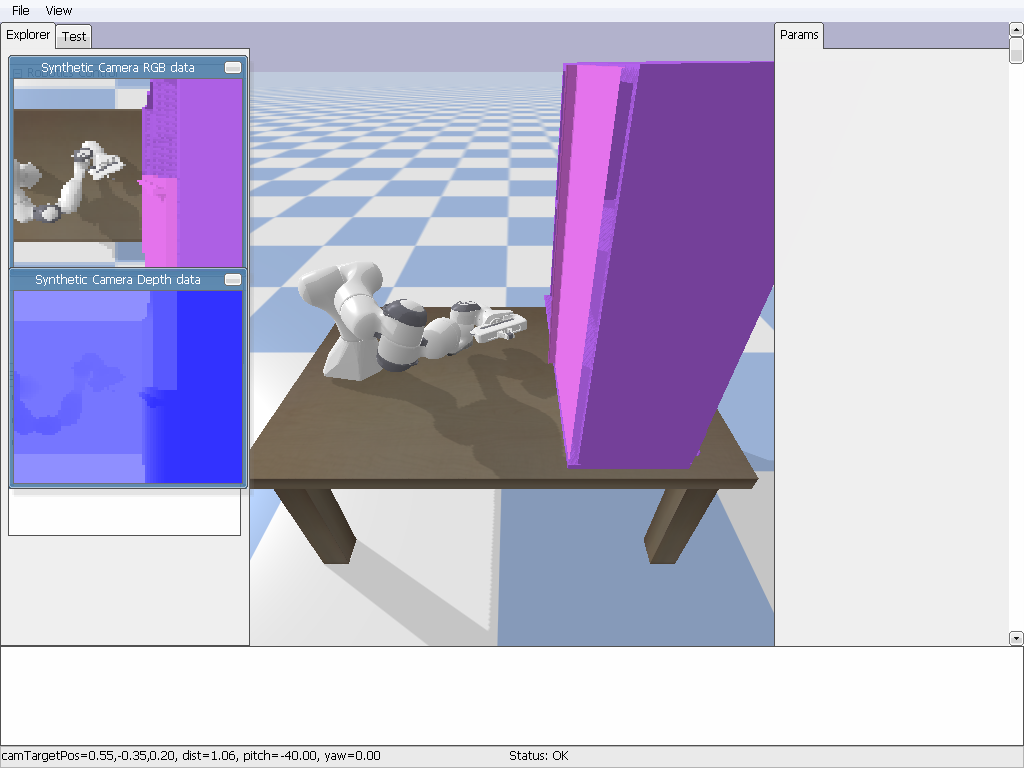 File View
Explorer Test
Params
Synthetic Camera RGB data
Synthetic Camera Depth data
camTargetPos=0.55,-0.35,0.20, dist=1.06, pitch=-40.00, yaw=0.00
Status: OK